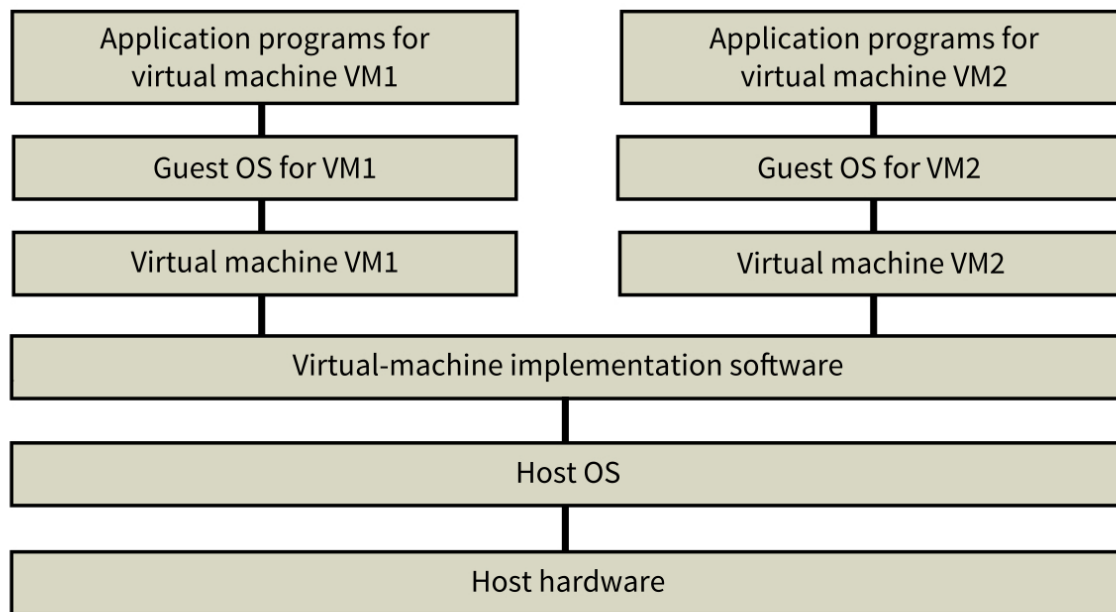 Application programs for
virtual machine VM1
Application programs for
virtual machine VM2
Guest OS for VM1
Guest OS for VM2
Virtual machine VM1
Virtual machine VM2
Virtual-machine implementation software
Host OS
Host hardware